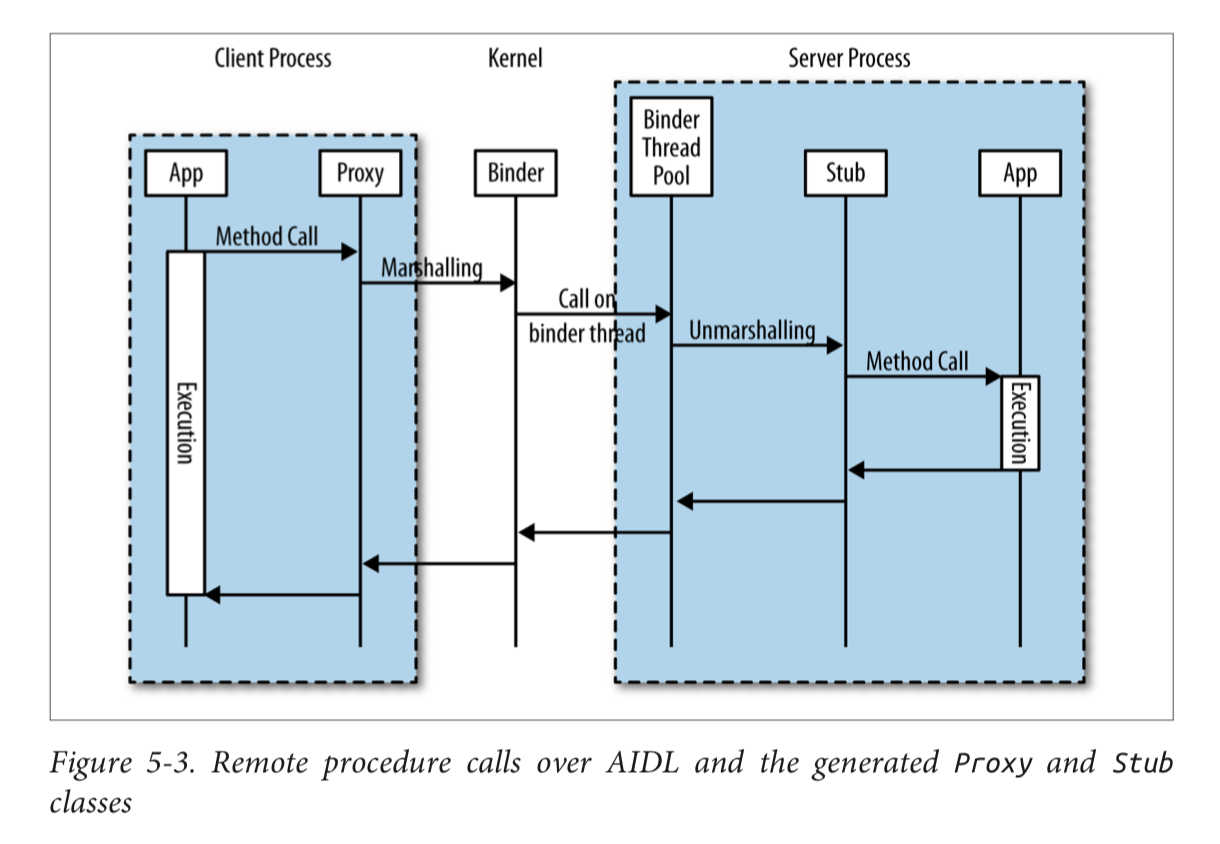 Client Process
Kernel
Server Process
App
Proxy
Binder
Binder
Thread
Pool
Stub
App
Method Call
Marshalling
Call on
binder thread
Unmarshalling
Method Call
Execution
Execution
Figure 5-3. Remote procedure calls over AIDL and the generated Proxy and Stub
classes